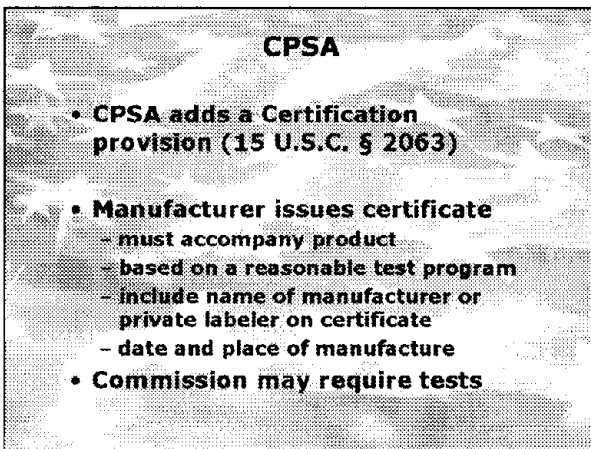 CPSA
• CPSA adds a Certification
provision (15 U.S.C. § 2063)
• Manufacturer issues certificate
– must accompany product
– based on a reasonable test program
– include name of manufacturer or
private labeler on certificate
– date and place of manufacture
• Commission may require tests